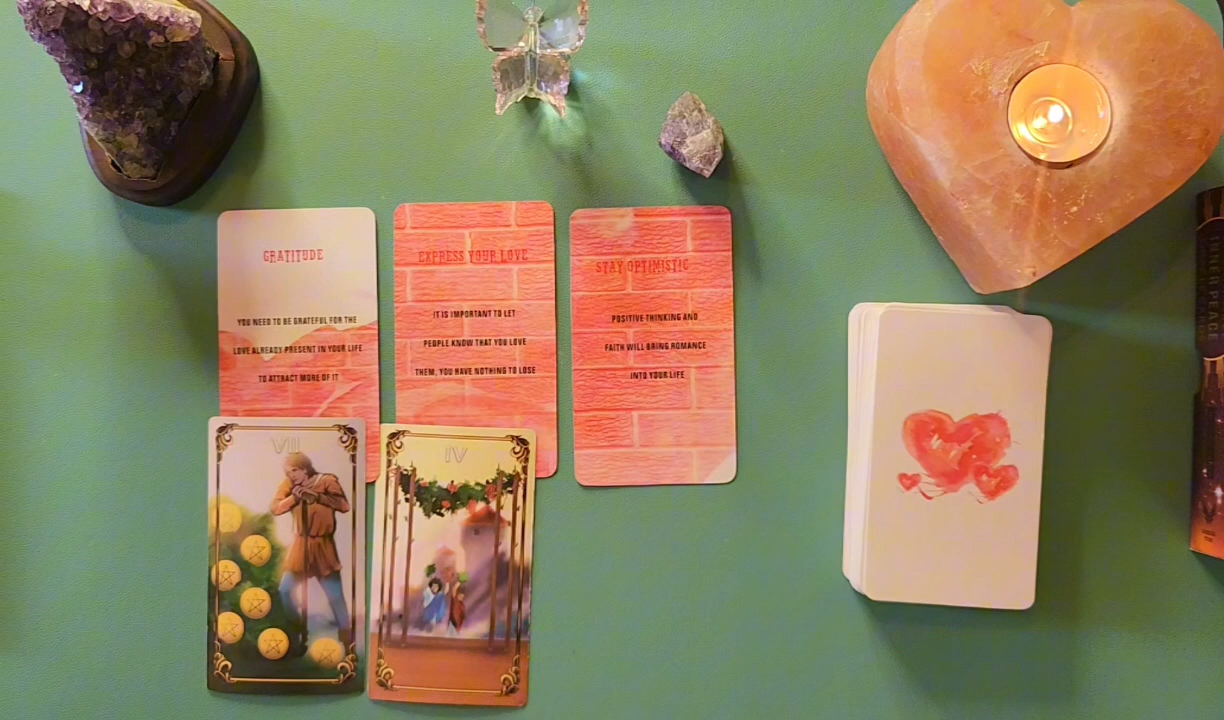 GRATITUDE
YOU NEED TO BE GRATEFUL FOR THE
LOVE ALREADY PRESENT IN YOUR LIFE
TO ATTRACT MORE OF IT
EXPRESS YOUR LOVE
IT IS IMPORTANT TO LET
PEOPLE KNOW THAT YOU LOVE
THEM, YOU HAVE NOTHING TO LOSE
STAY OPTIMISTIC
POSITIVE THINKING AND
FAITH WILL BRING ROMANCE
INTO YOUR LIFE
VII
IV
INNER PEACE